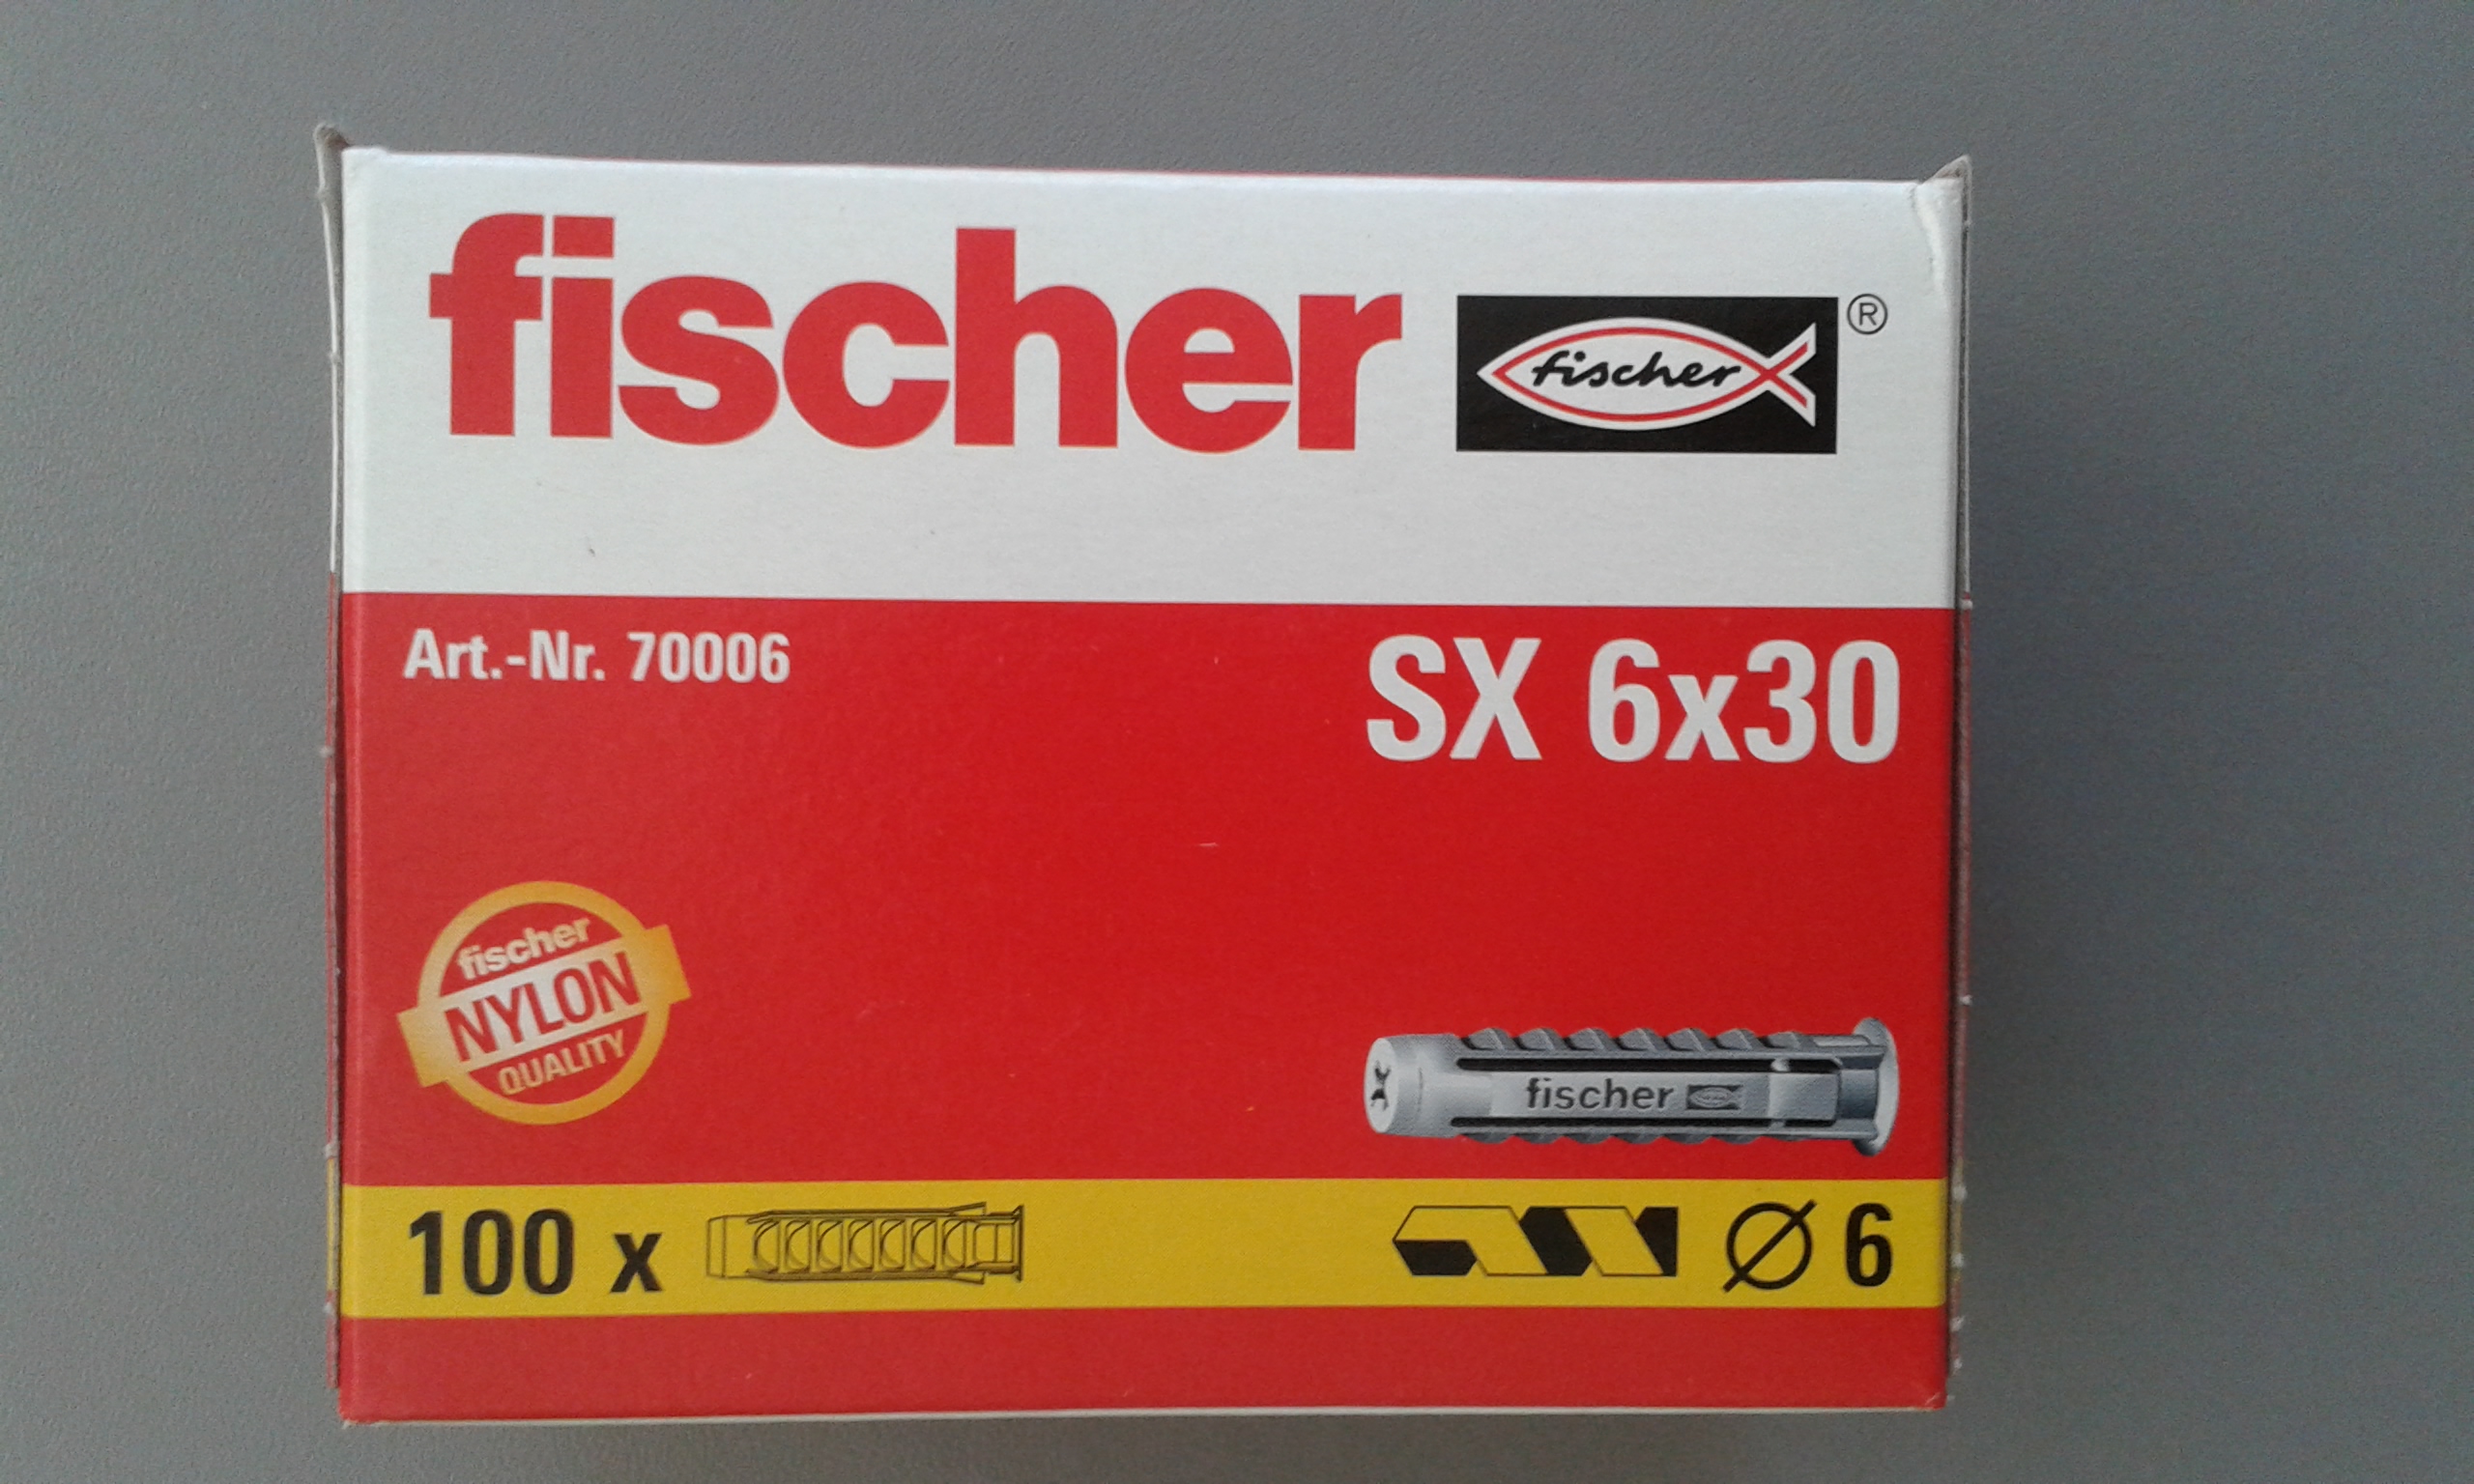 fischer
fischer
®
Art.-Nr. 70006
SX 6x30
fischer
NYLON
QUALITY
fischer
100 x
Ø 6